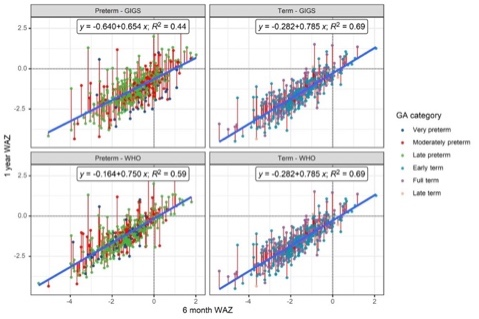 Preterm - GIGS
Term - GIGS
y = -0.640+0.654 x; R² = 0.44
y = -0.282+0.785 x; R² = 0.69
2.5
0.0
-2.5
Preterm - WHO
Term - WHO
y = -0.164+0.750 x; R² = 0.59
y = -0.282+0.785 x; R² = 0.69
2.5
0.0
-2.5
-4
-2
0
2
-4
-2
0
2
1 year WAZ
6 month WAZ
GA category
Very preterm
Moderately preterm
Late preterm
Early term
Full term
Late term